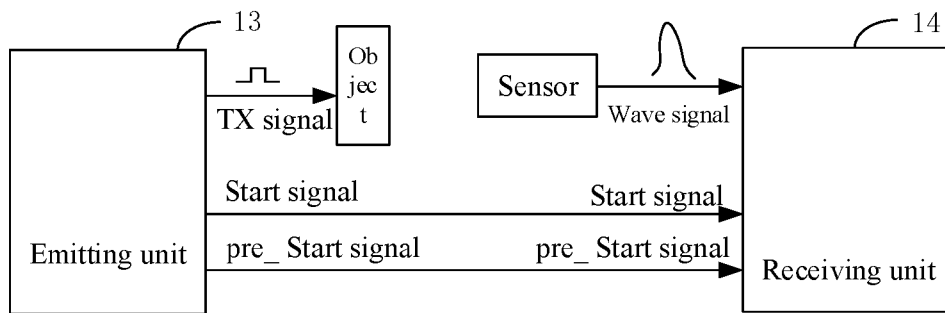 13
14
Ob
jec
t
Sensor
TX signal
Wave signal
Start signal
Start signal
Emitting unit
pre_ Start signal
pre_ Start signal
Receiving unit